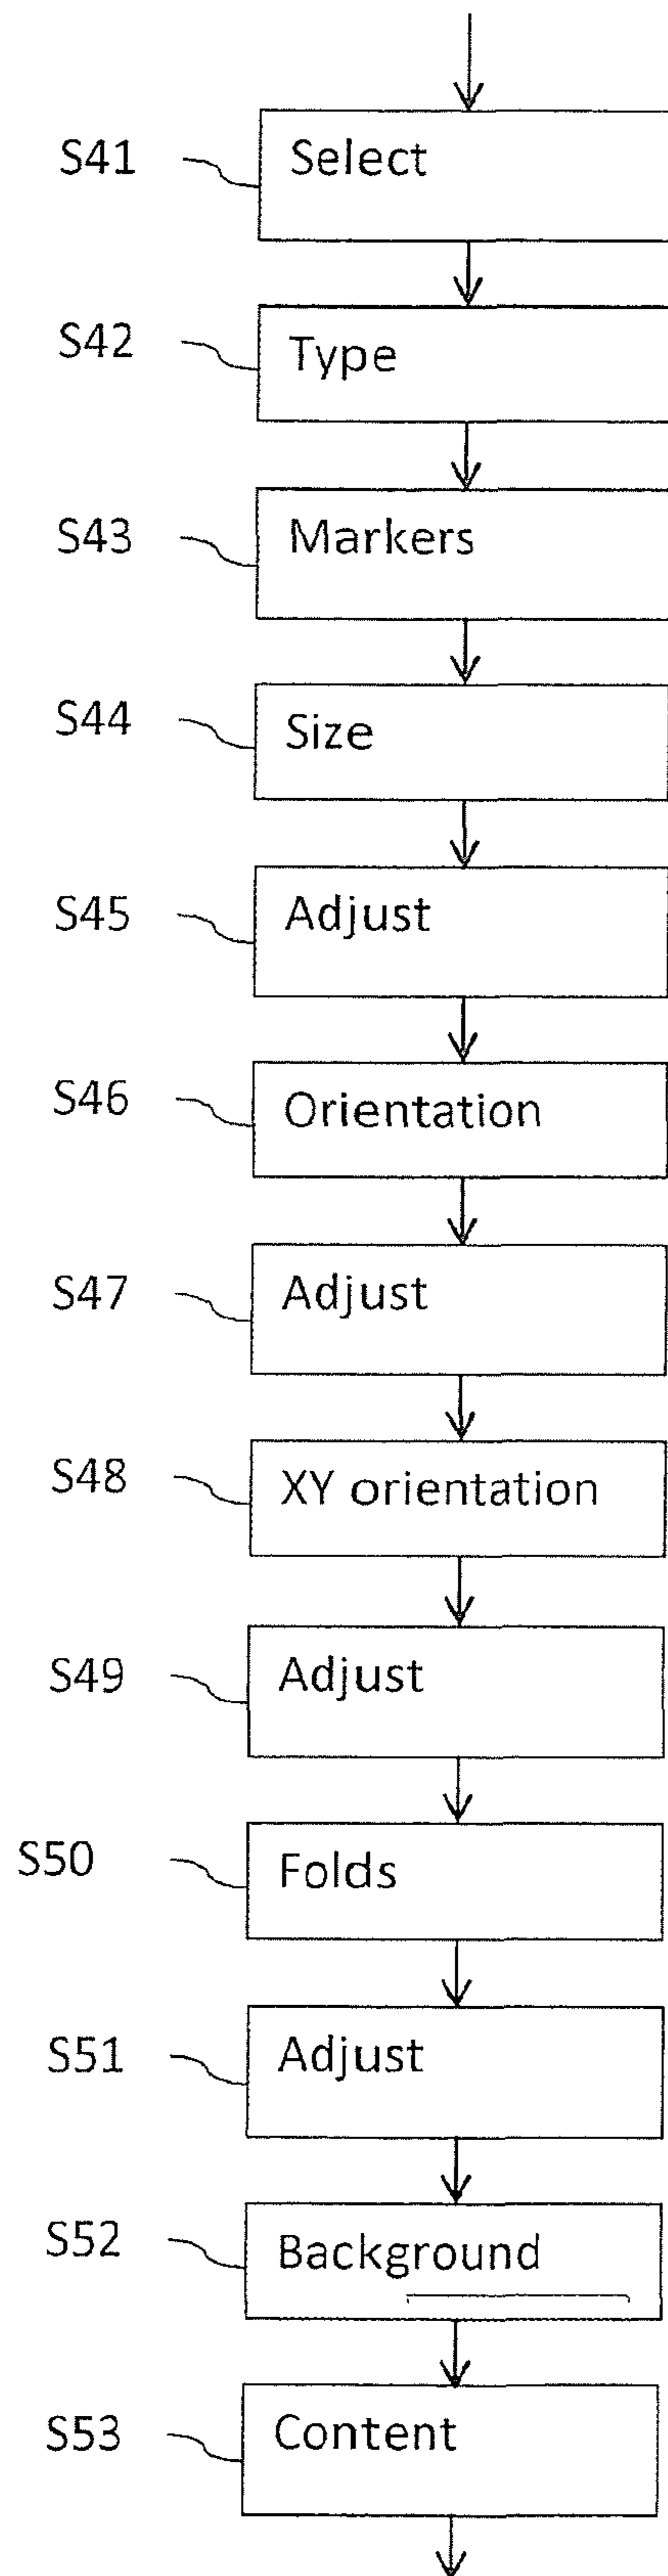 S41 Select
S42 Type
S43 Markers
S44 Size
S45 Adjust
S46 Orientation
S47 Adjust
S48 XY orientation
S49 Adjust
S50 Folds
S51 Adjust
S52 Background
S53 Content